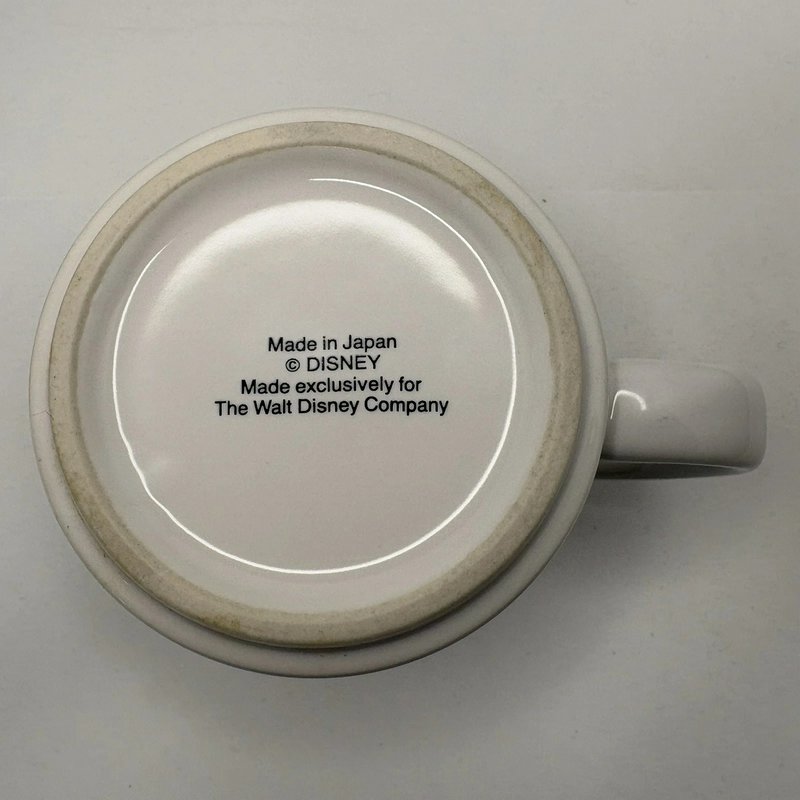 Made in Japan
© DISNEY
Made exclusively for
The Walt Disney Company